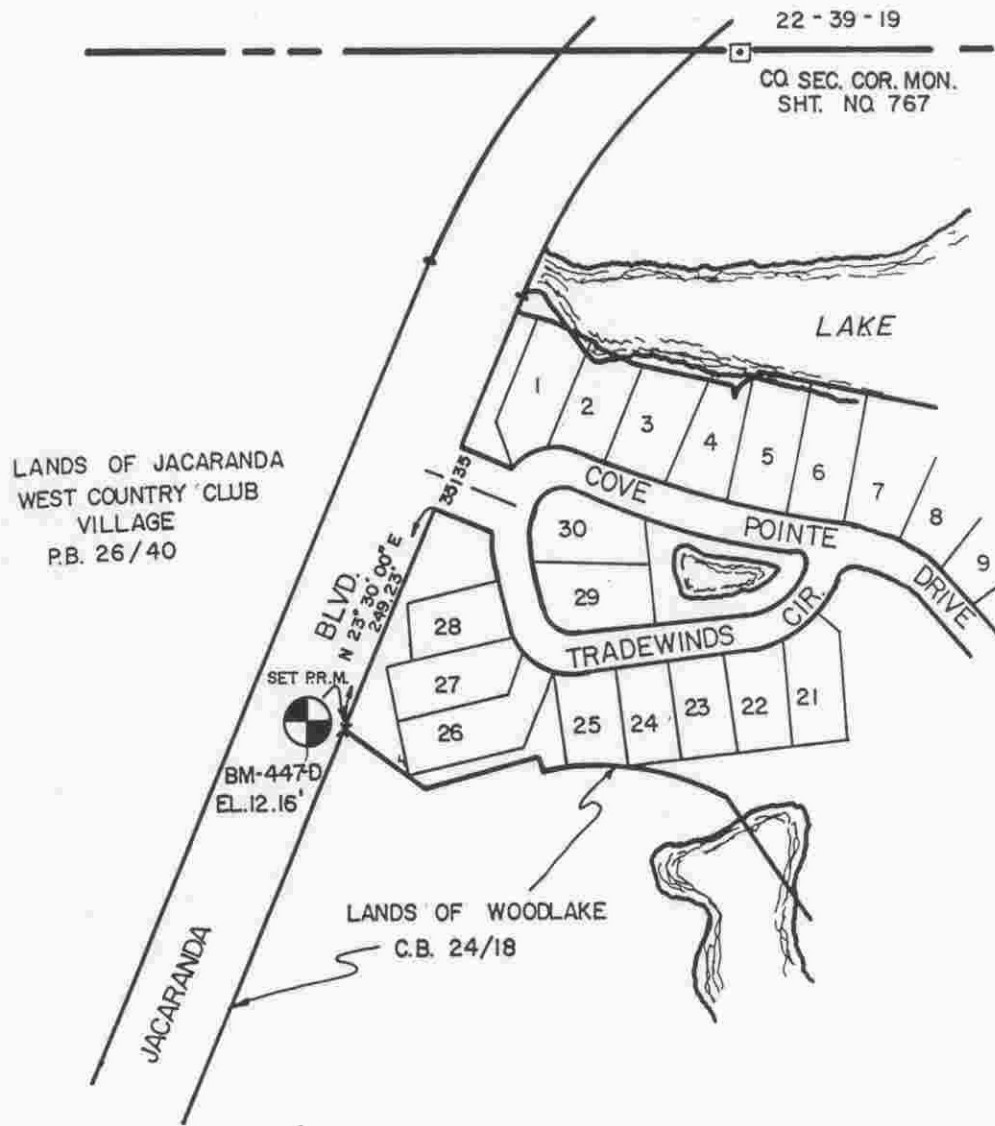 22 - 39 - 19
CO. SEC. COR. MON.
SHT. NO. 767
LAKE
1
2
3
4
5
6
7
8
9
LANDS OF JACARANDA
WEST COUNTRY CLUB
VILLAGE
P.B. 26/40
35
35
COVE
POINTE
DRIVE
30
29
TRADEWINDS
CIR.
BLVD.
N 23° 30' 00" E
249.23'
28
27
26
25
24
23
22
21
SET P.R.M.
BM-447-D
EL. 12.16'
LANDS OF WOODLAKE
C.B. 24/18
JACARANDA